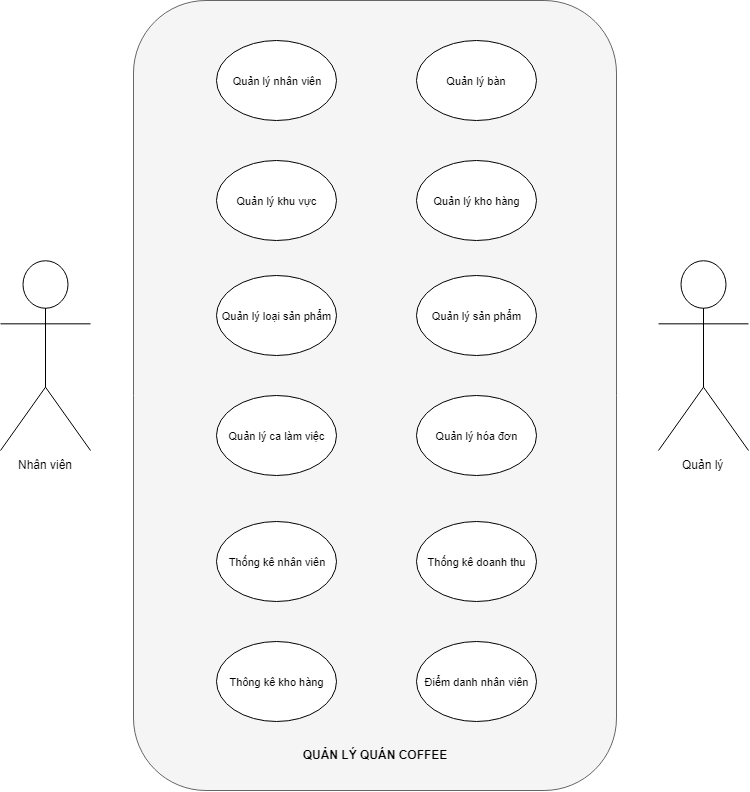 Quản lý nhân viên
Quản lý bàn
Quản lý khu vực
Quản lý kho hàng
Quản lý loại sản phẩm
Quản lý sản phẩm
Quản lý ca làm việc
Quản lý hóa đơn
Nhân viên
Quản lý
Thống kê nhân viên
Thống kê doanh thu
Thông kê kho hàng
Điểm danh nhân viên
QUẢN LÝ QUÁN COFFEE